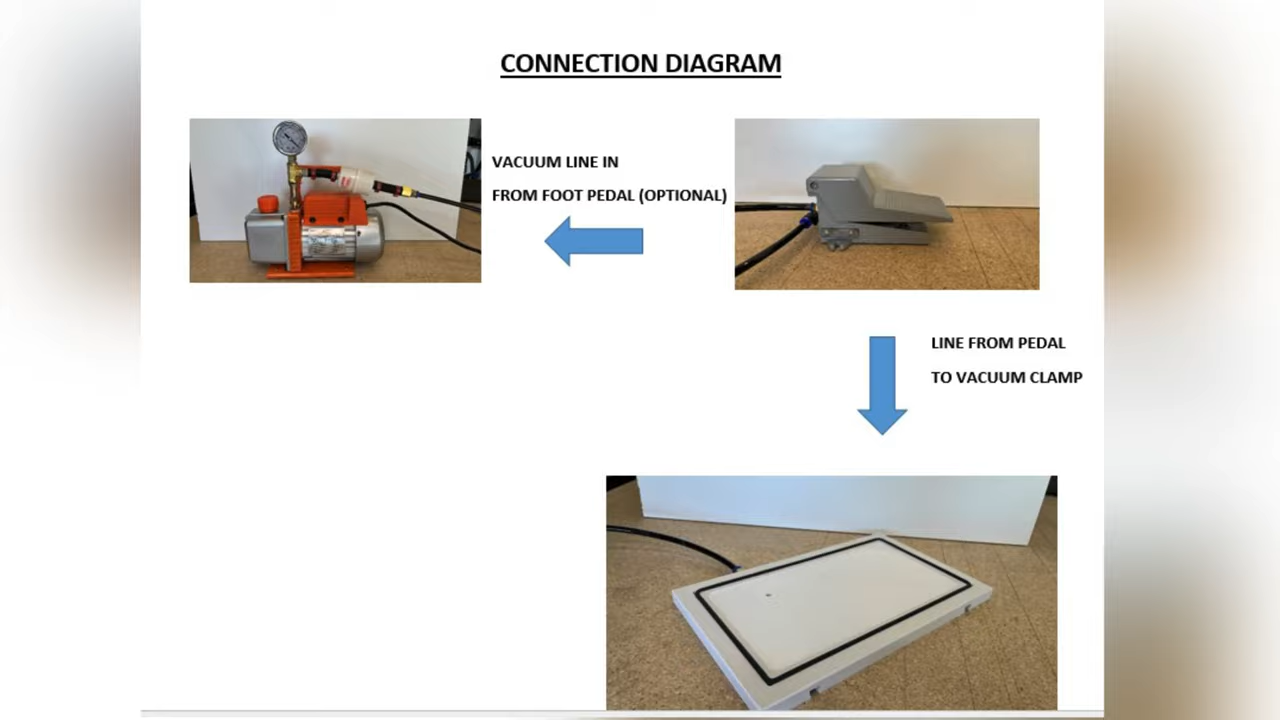 CONNECTION DIAGRAM
VACUUM LINE IN
FROM FOOT PEDAL (OPTIONAL)
LINE FROM PEDAL
TO VACUUM CLAMP